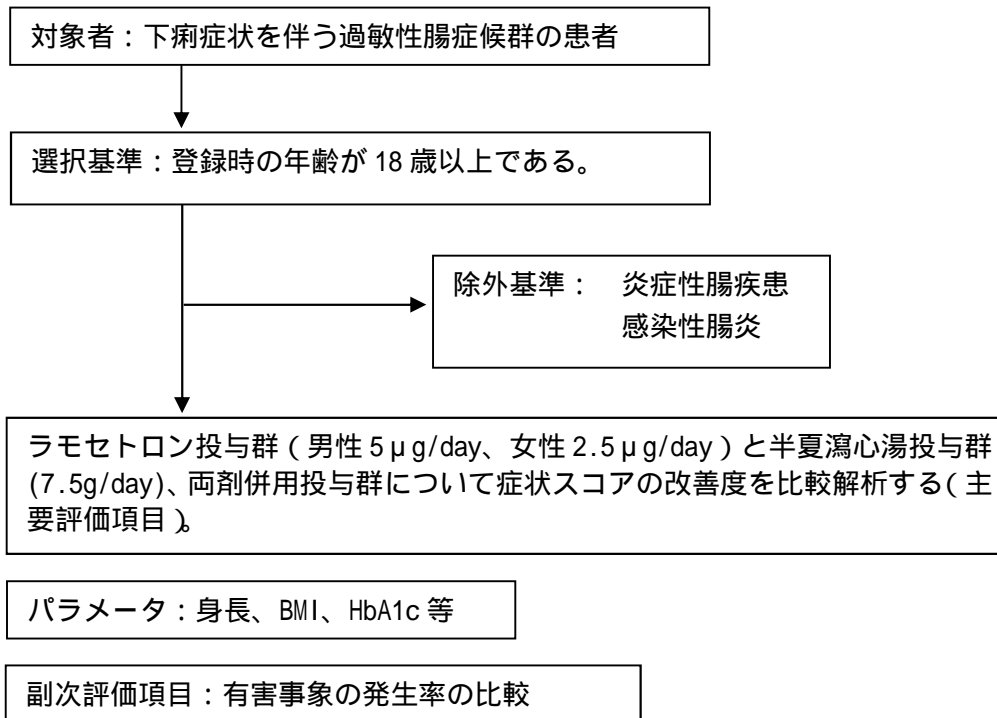 対象者：下痢症状を伴う過敏性腸症候群の患者
選択基準：登録時の年齢が 18 歳以上である。
除外基準： 炎症性腸疾患
感染性腸炎
ラモセトロン投与群（男性 5μg/day、女性 2.5μg/day）と半夏瀉心湯投与群
(7.5g/day)、両剤併用投与群について症状スコアの改善度を比較解析する（主
要評価項目）。
パラメータ：身長、BMI、HbA1c 等
副次評価項目：有害事象の発生率の比較